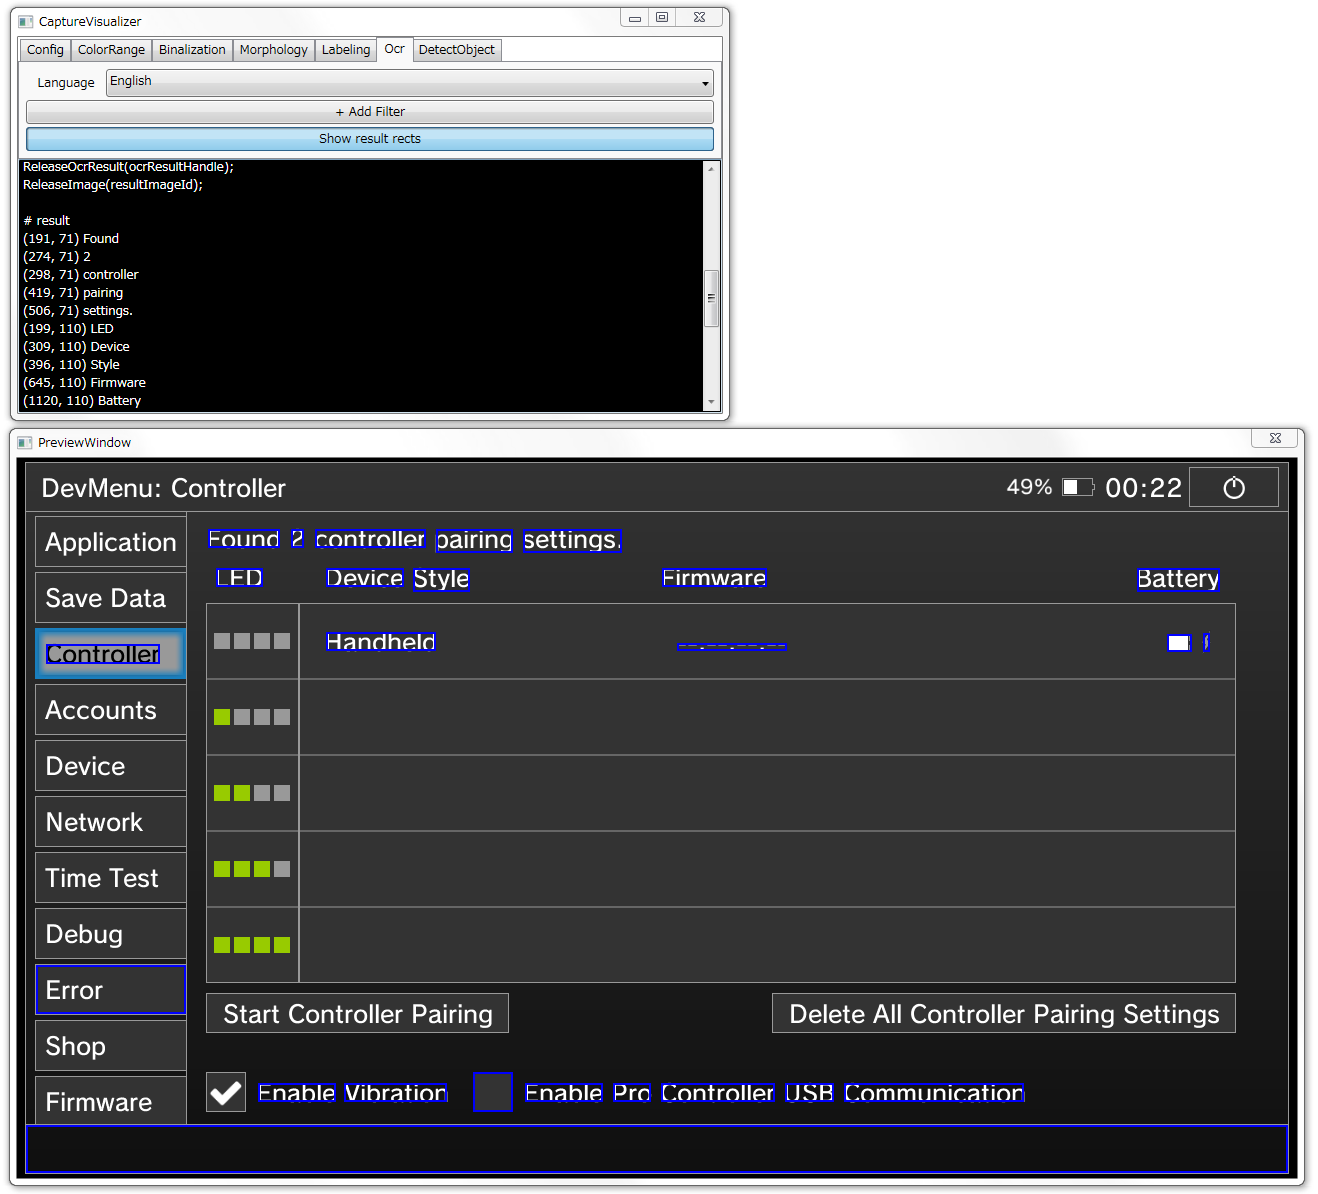 CaptureVisualizer
Config ColorRange Binalization Morphology Labeling Ocr DetectObject
Language English
+ Add Filter
Show result rects
ReleaseOcrResult(ocrResultHandle);
ReleaseImage(resultImageId);
# result
(191, 71) Found
(274, 71) 2
(298, 71) controller
(419, 71) pairing
(506, 71) settings.
(199, 110) LED
(309, 110) Device
(396, 110) Style
(645, 110) Firmware
(1120, 110) Battery
PreviewWindow
DevMenu: Controller 49% 00:22
Application
Save Data
Controller
Accounts
Device
Network
Time Test
Debug
Error
Shop
Firmware
Found 2 controller pairing settings.
LED Device Style Firmware Battery
Handheld
Start Controller Pairing Delete All Controller Pairing Settings
Enable Vibration Enable Pro Controller USB Communication